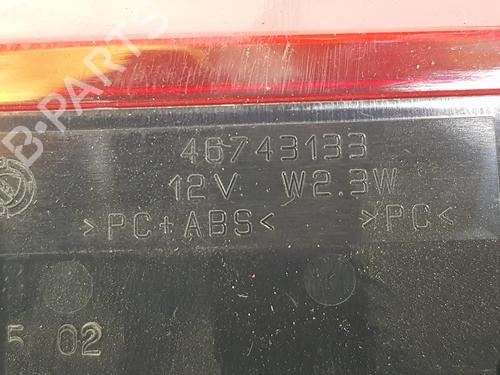 B-PARTS
46743133
12V W2.3W
>PC+ABS< >PC<
5 02